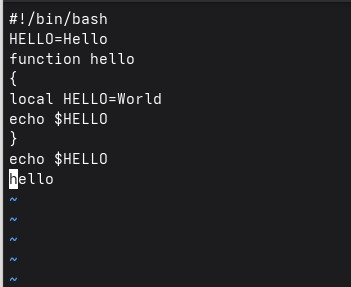 #!/bin/bash
HELLO=Hello
function hello
{
local HELLO=World
echo $HELLO
}
echo $HELLO
hello
~
~
~
~
~